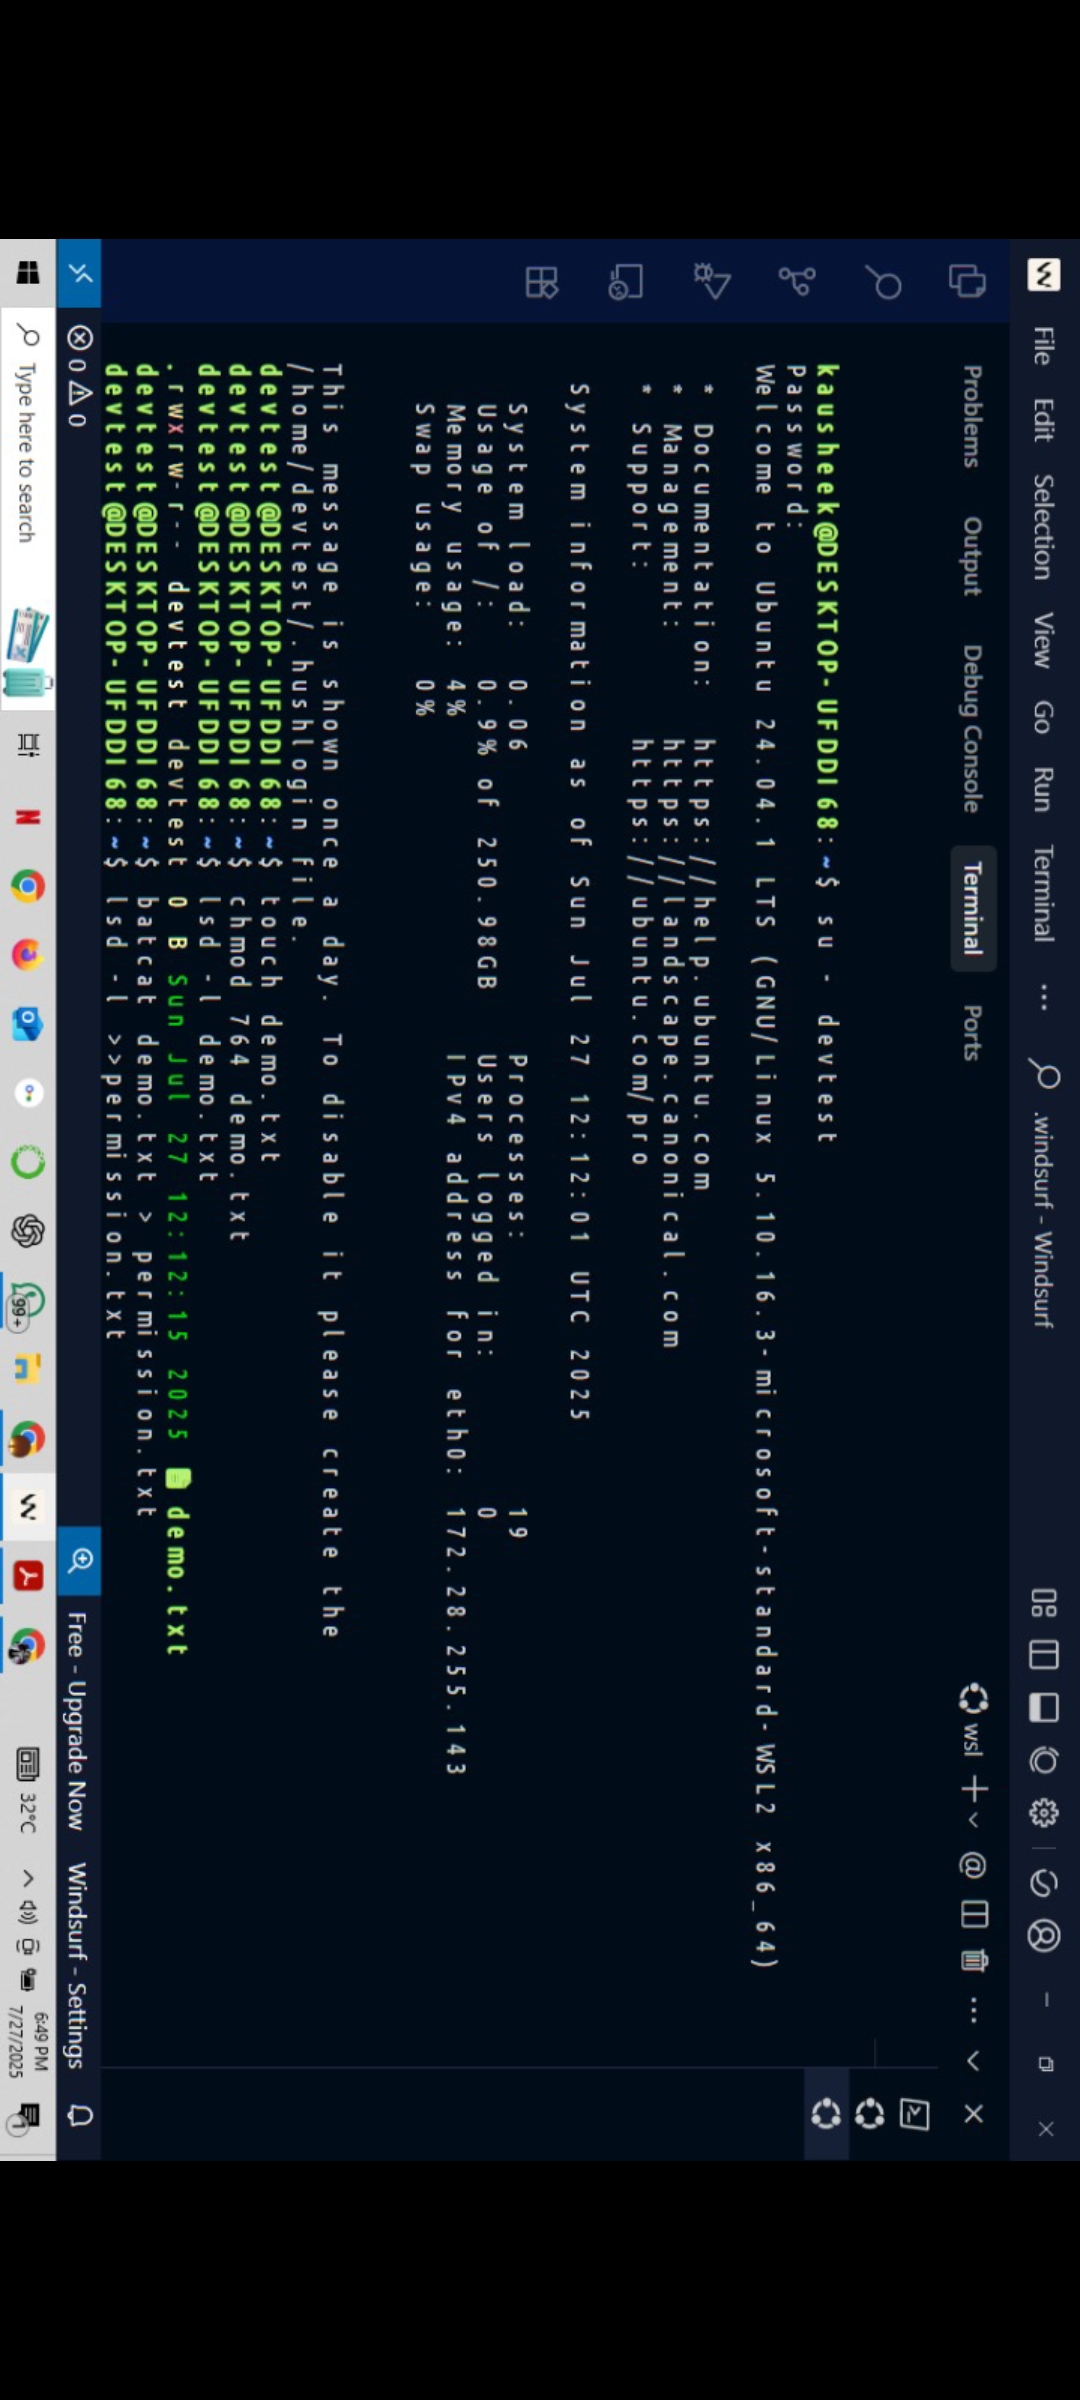 File Edit Selection View Go Run Terminal ... .windsurf - Windsurf
Problems Output Debug Console Terminal Ports wsl
kausheek@DESKTOP-UFDDI68:~$ su - devtest
Password:
Welcome to Ubuntu 24.04.1 LTS (GNU/Linux 5.10.16.3-microsoft-standard-WSL2 x86_64)
* Documentation: https://help.ubuntu.com
* Management: https://landscape.canonical.com
* Support: https://ubuntu.com/pro
System information as of Sun Jul 27 12:12:01 UTC 2025
System load: 0.06 Processes: 19
Usage of /: 0.9% of 250.98GB Users logged in: 0
Memory usage: 4% IPv4 address for eth0: 172.28.255.143
Swap usage: 0%
This message is shown once a day. To disable it please create the
/home/devtest/.hushlogin file.
devtest@DESKTOP-UFDDI68:~$ touch demo.txt
devtest@DESKTOP-UFDDI68:~$ chmod 764 demo.txt
devtest@DESKTOP-UFDDI68:~$ lsd -l demo.txt
.rwxrw-r-- devtest devtest 0 B Sun Jul 27 12:12:15 2025 demo.txt
devtest@DESKTOP-UFDDI68:~$ batcat demo.txt > permission.txt
devtest@DESKTOP-UFDDI68:~$ lsd -l >>permission.txt
0 0 Free - Upgrade Now Windsurf - Settings
Type here to search 99+ 32°C 6:49 PM
7/27/2025 1